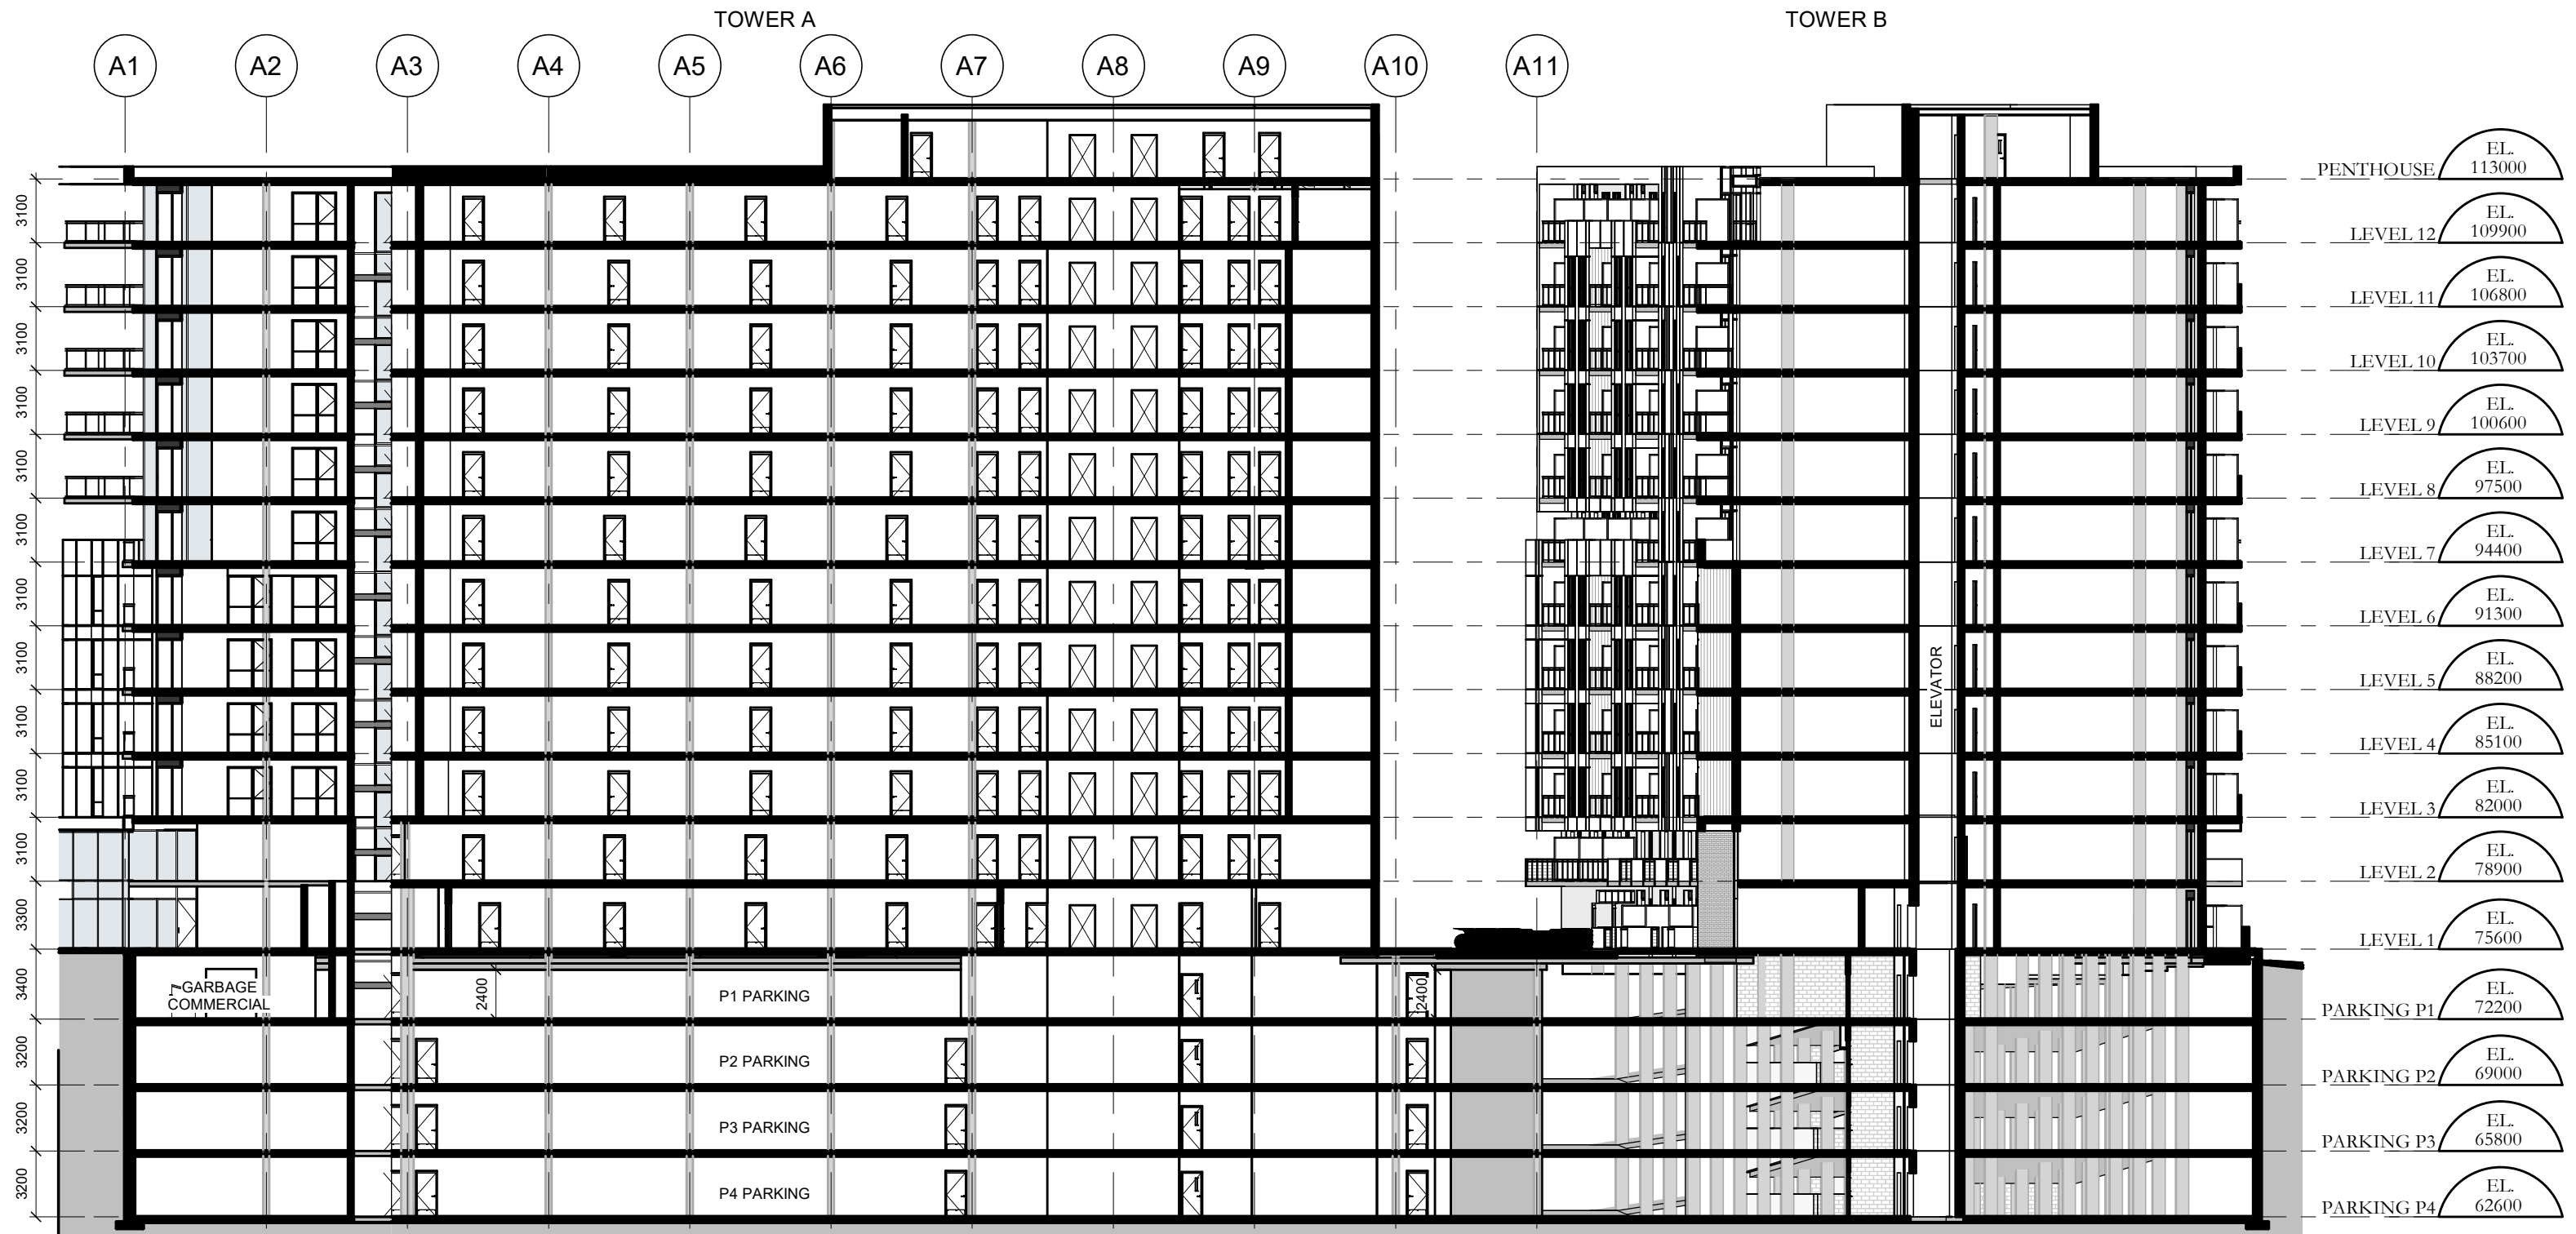 TOWER A
TOWER B
A1
A2
A3
A4
A5
A6
A7
A8
A9
A10
A11
PENTHOUSE
EL.
113000
3100
LEVEL 12
EL.
109900
3100
LEVEL 11
EL.
106800
3100
LEVEL 10
EL.
103700
3100
LEVEL 9
EL.
100600
3100
LEVEL 8
EL.
97500
3100
LEVEL 7
EL.
94400
3100
LEVEL 6
EL.
91300
3100
LEVEL 5
EL.
88200
3100
LEVEL 4
EL.
85100
3100
LEVEL 3
EL.
82000
3100
LEVEL 2
EL.
78900
3300
LEVEL 1
EL.
75600
ELEVATOR
3400
GARBAGE
COMMERCIAL
2400
P1 PARKING
2400
PARKING P1
EL.
72200
3200
P2 PARKING
PARKING P2
EL.
69000
3200
P3 PARKING
PARKING P3
EL.
65800
3200
P4 PARKING
PARKING P4
EL.
62600